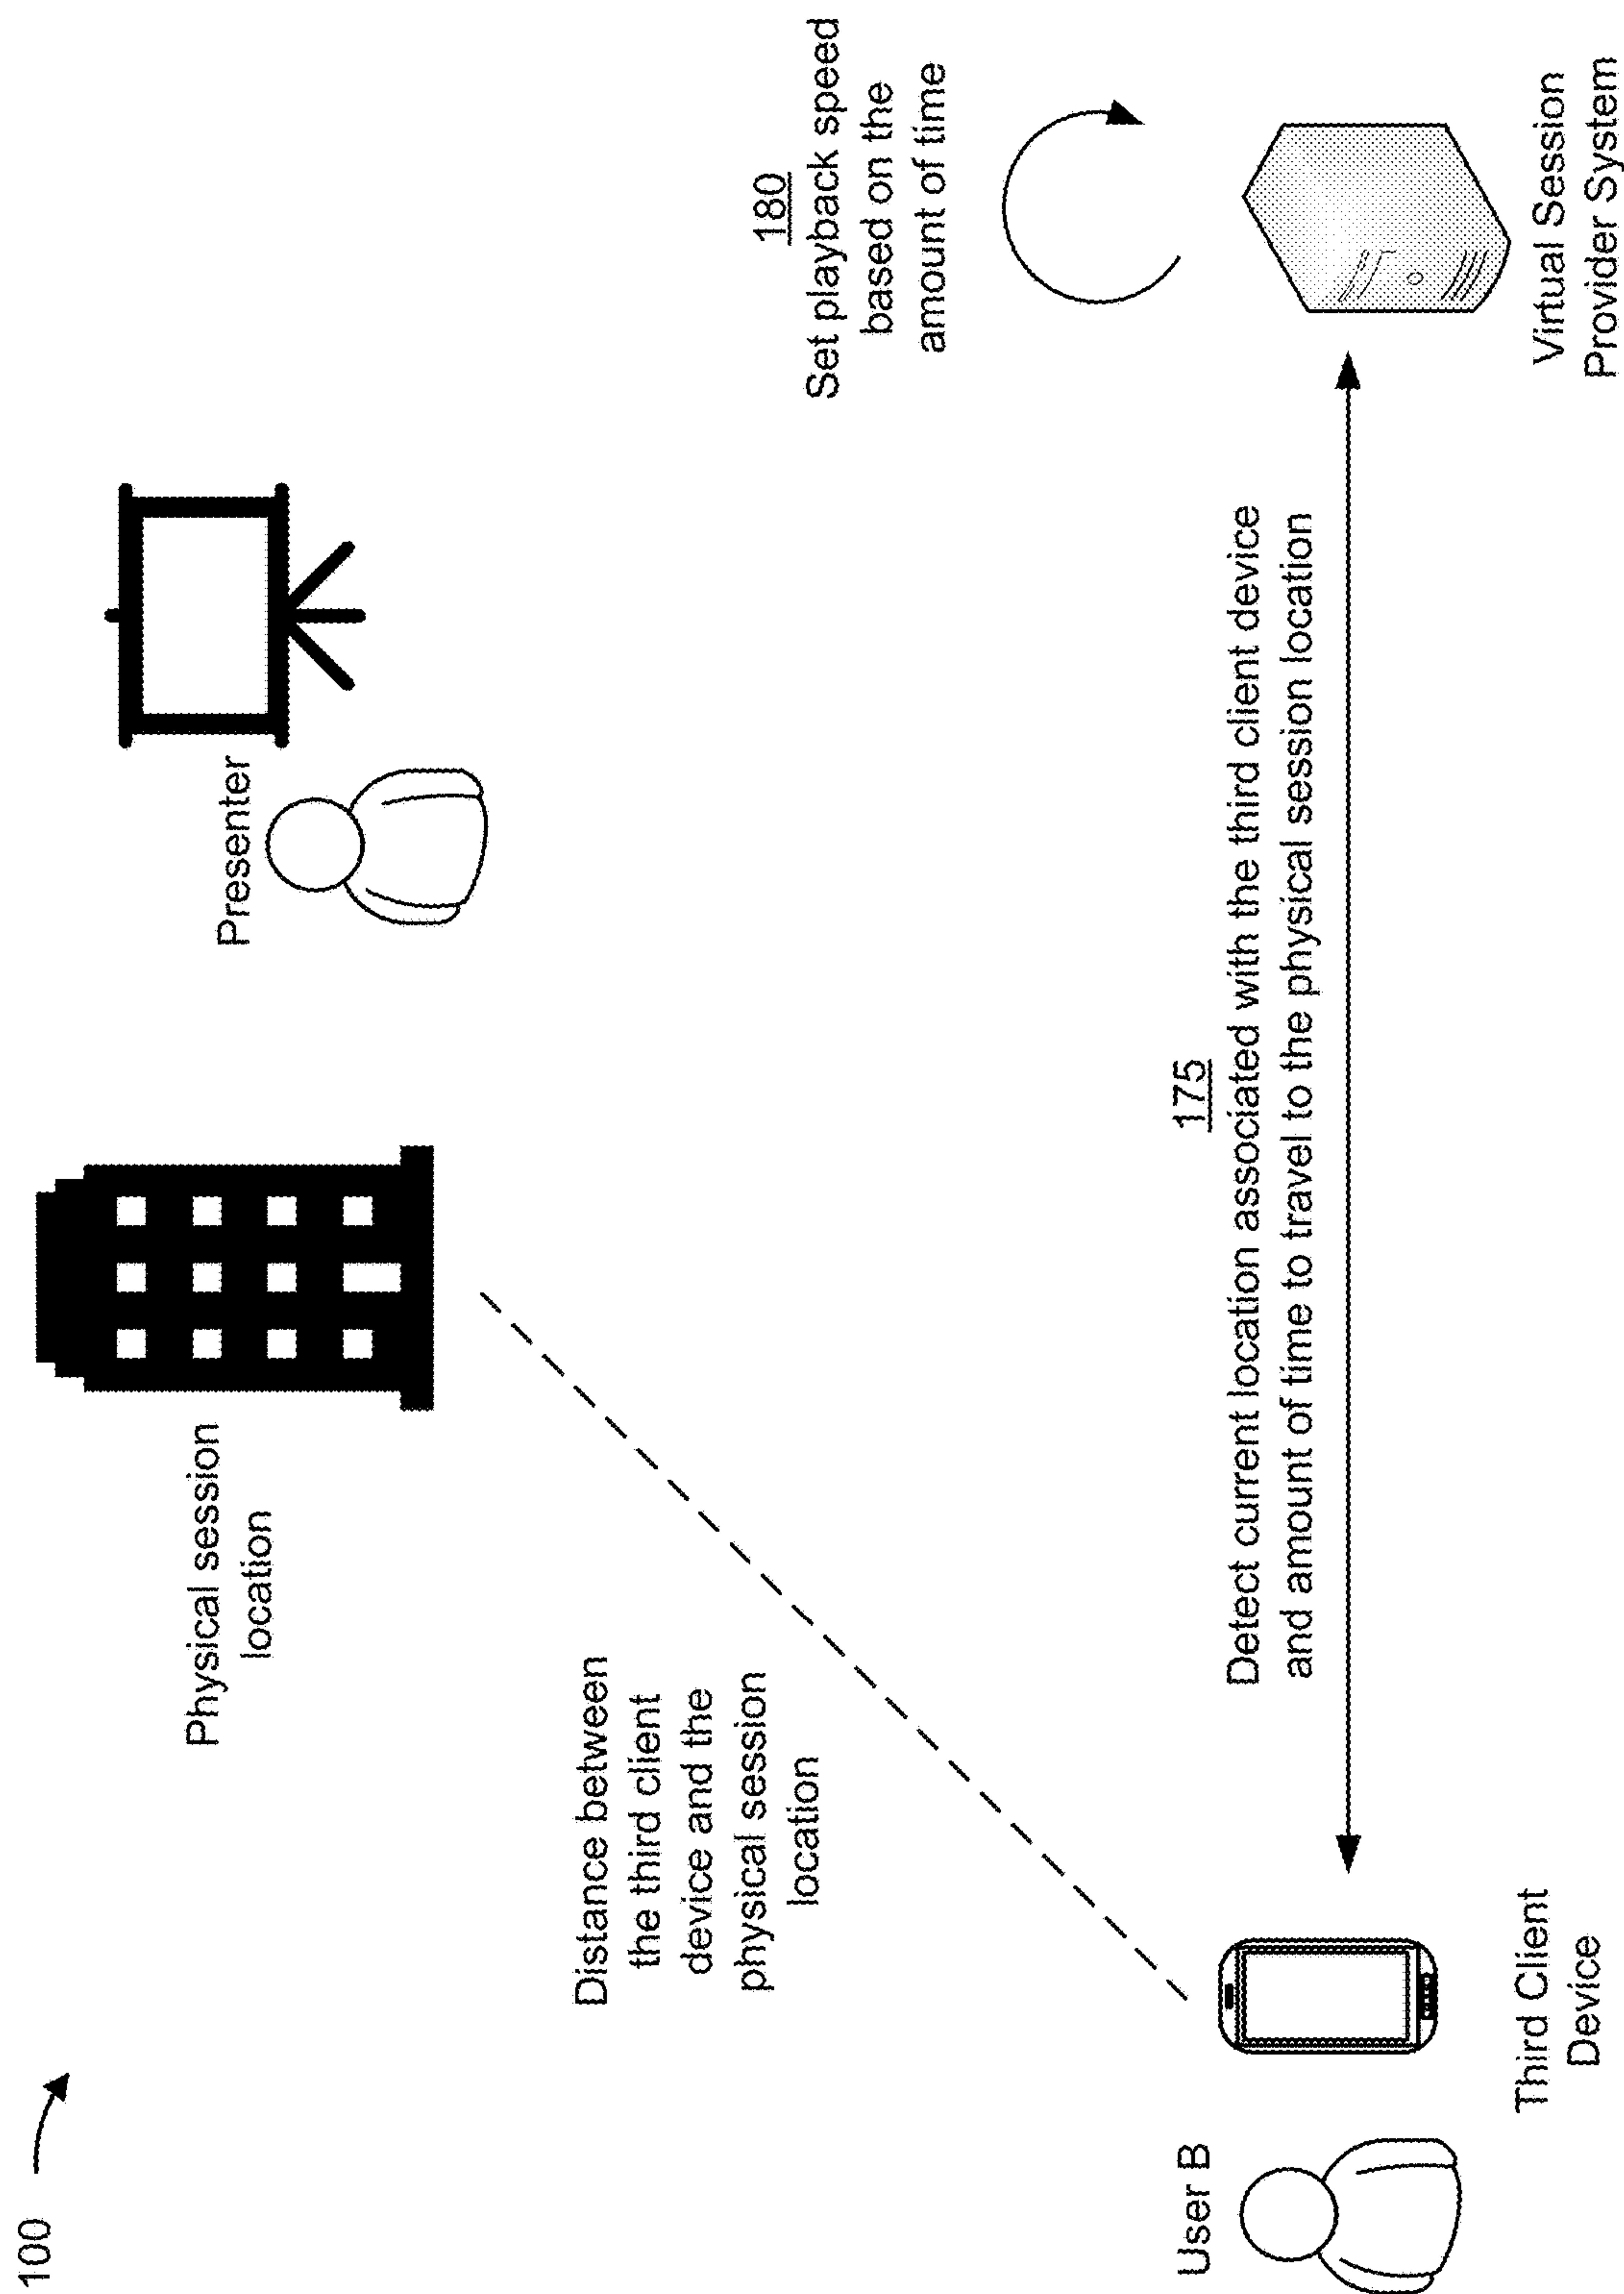 100
Physical session
location
Presenter
Distance between
the third client
device and the
physical session
location
180
Set playback speed
based on the
amount of time
User B
175
Detect current location associated with the third client device
and amount of time to travel to the physical session location
Third Client
Device
Virtual Session
Provider System